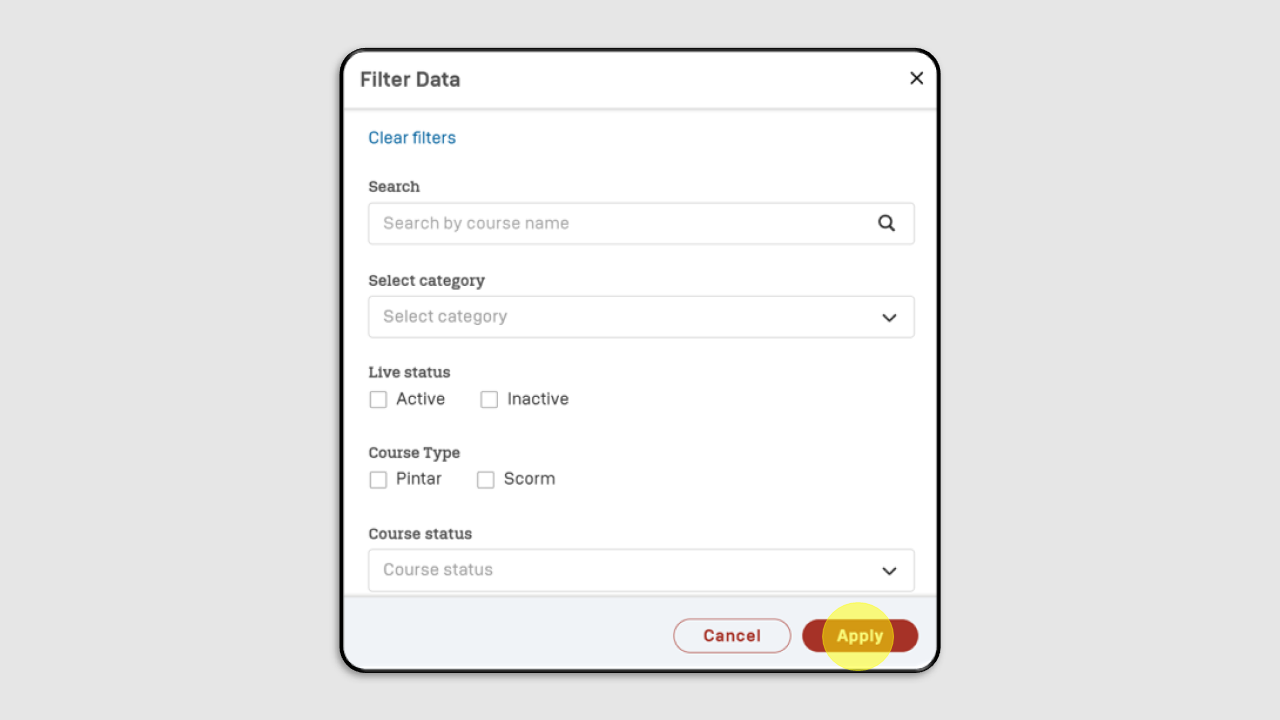 Filter Data
Clear filters
Search
Search by course name
Select category
Select category
Live status
Active Inactive
Course Type
Pintar Scorm
Course status
Course status
Cancel Apply